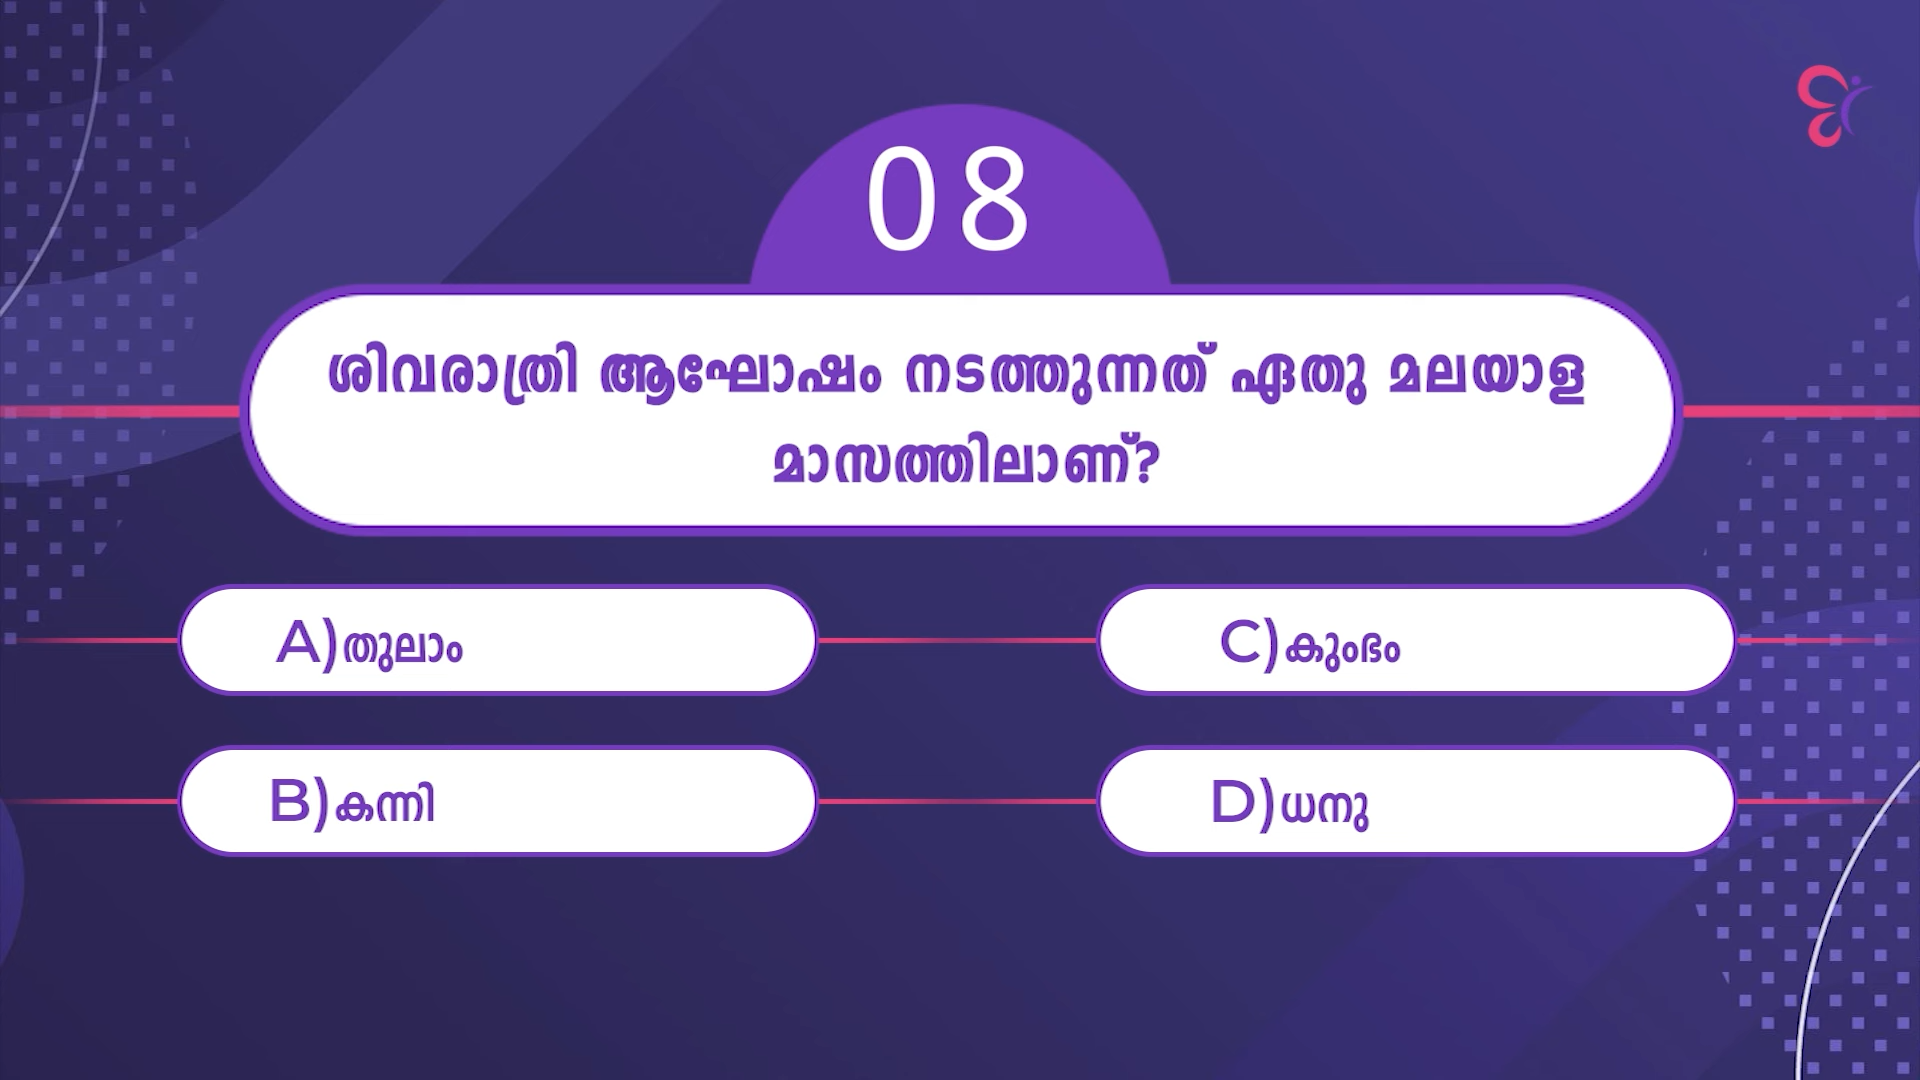 08
ശിവരാത്രി ആഘോഷം നടത്തുന്നത് ഏതു മലയാള
മാസത്തിലാണ്?
A)തുലാം
C)കുംഭം
B)കന്നി
D)ധനു